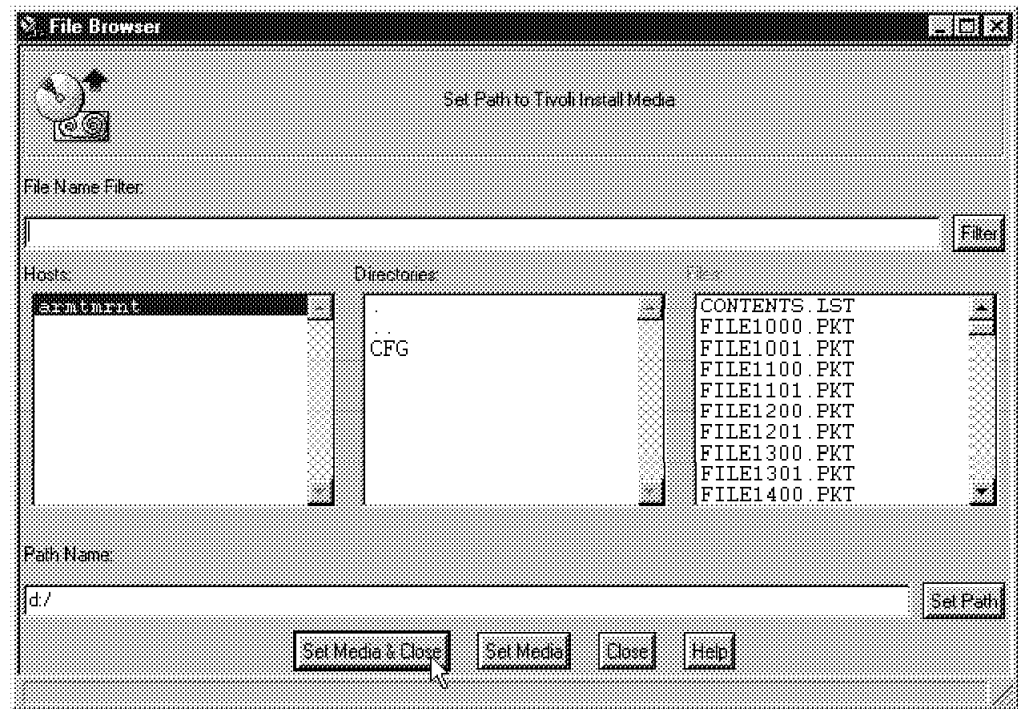 File Browser
Set Path to Tivoli Install Media
File Name Filter:
Filter
Hosts:
Directories:
Files:
armtmrnt
.
..
CFG
CONTENTS.LST
FILE1000.PKT
FILE1001.PKT
FILE1100.PKT
FILE1101.PKT
FILE1200.PKT
FILE1201.PKT
FILE1300.PKT
FILE1301.PKT
FILE1400.PKT
Path Name:
d:/
Set Path
Set Media & Close
Set Media
Close
Help